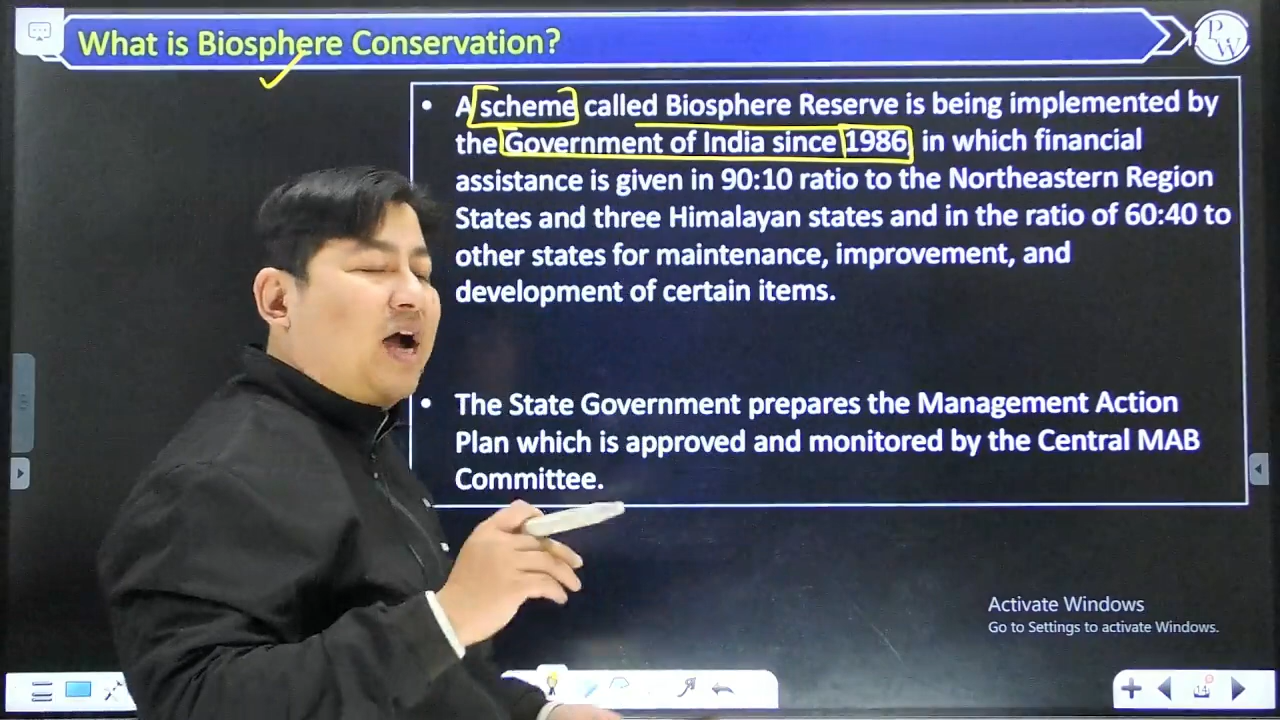 What is Biosphere Conservation?
PW
• A scheme called Biosphere Reserve is being implemented by
the Government of India since 1986, in which financial
assistance is given in 90:10 ratio to the Northeastern Region
States and three Himalayan states and in the ratio of 60:40 to
other states for maintenance, improvement, and
development of certain items.
• The State Government prepares the Management Action
Plan which is approved and monitored by the Central MAB
Committee.
Activate Windows
Go to Settings to activate Windows.